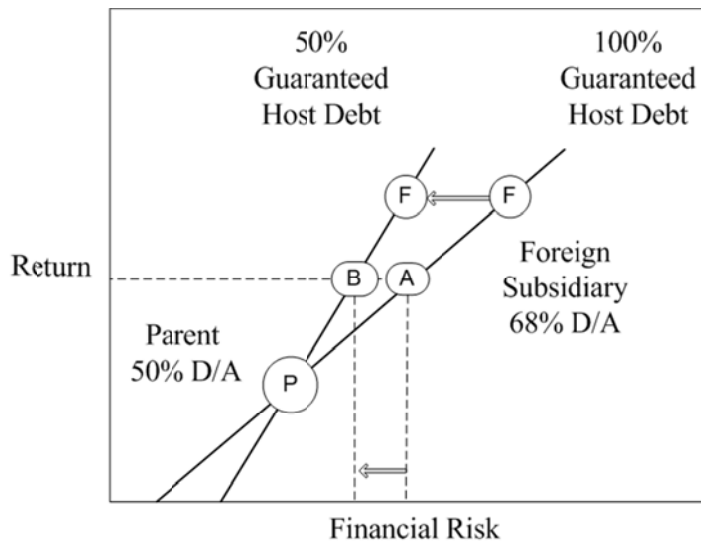 50%
Guaranteed
Host Debt
100%
Guaranteed
Host Debt
F
F
Return
B
A
Foreign
Subsidiary
68% D/A
Parent
50% D/A
P
Financial Risk